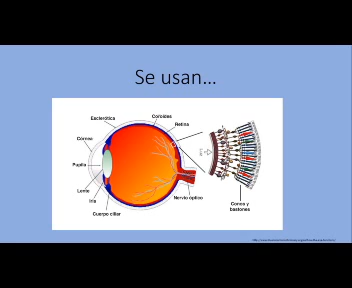 Se usan...
Esclerótica
Coroides
Retina
Córnea
Pupila
Lente
Iris
Cuerpo ciliar
Nervio óptico
Conos y
bastones